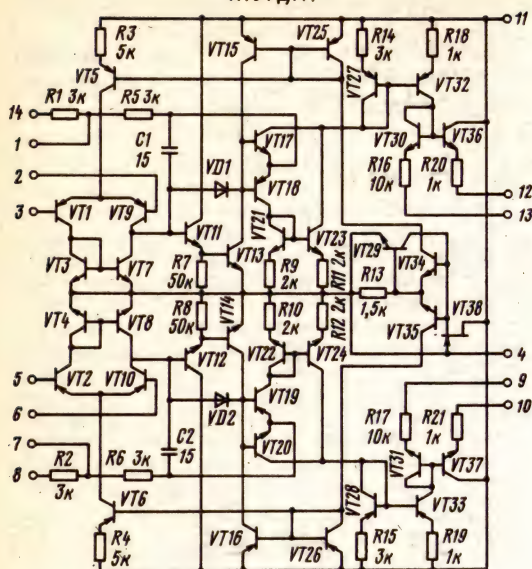 11
R3
5к
VT15
VT25
R14
3к
R18
1к
VT5
VT27
VT32
R1 3к
R5 3к
14
1
C1
15
VT17
VT30
VT36
2
VD1
VT18
R16
10к
R20
1к
12
3
13
VT1
VT9
VT21
VT11
VT23
VT29
VT34
VT3
VT7
R7
50к
VT13
R9
2к
R11 2к
R13
1,5к
VT4
VT8
R8
50к
VT14
R10
2к
R12 2к
VT38
VT35
5
VT2
VT10
VT12
VT22
VT24
4
6
VD2
VT19
9
7
R17
10к
R21
1к
10
8
R2
3к
R6 3к
C2
15
VT20
VT31
VT37
VT6
VT28
VT33
R4
5к
VT16
VT26
R15
3к
R19
1к